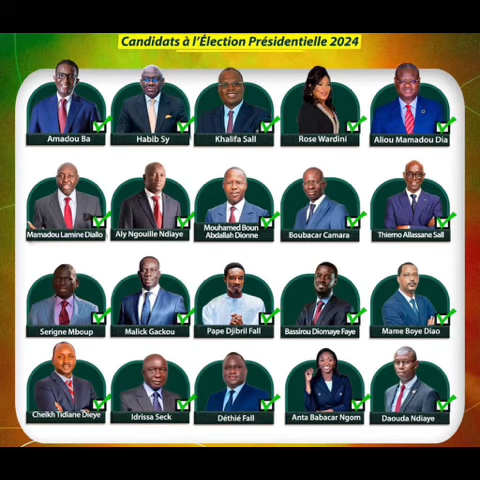 Candidats à l'Élection Présidentielle 2024
Amadou Ba
Habib Sy
Khalifa Sall
Rose Wardini
Aliou Mamadou Dia
Mamadou Lamine Diallo
Aly Ngouille Ndiaye
Mouhamed Boun
Abdallah Dionne
Boubacar Camara
Thierno Allassane Sall
Serigne Mboup
Malick Gackou
Pape Djibril Fall
Bassirou Diomaye Faye
Mame Boye Diao
Cheikh Tidiane Dieye
Idrissa Seck
Déthié Fall
Anta Babacar Ngom
Daouda Ndiaye